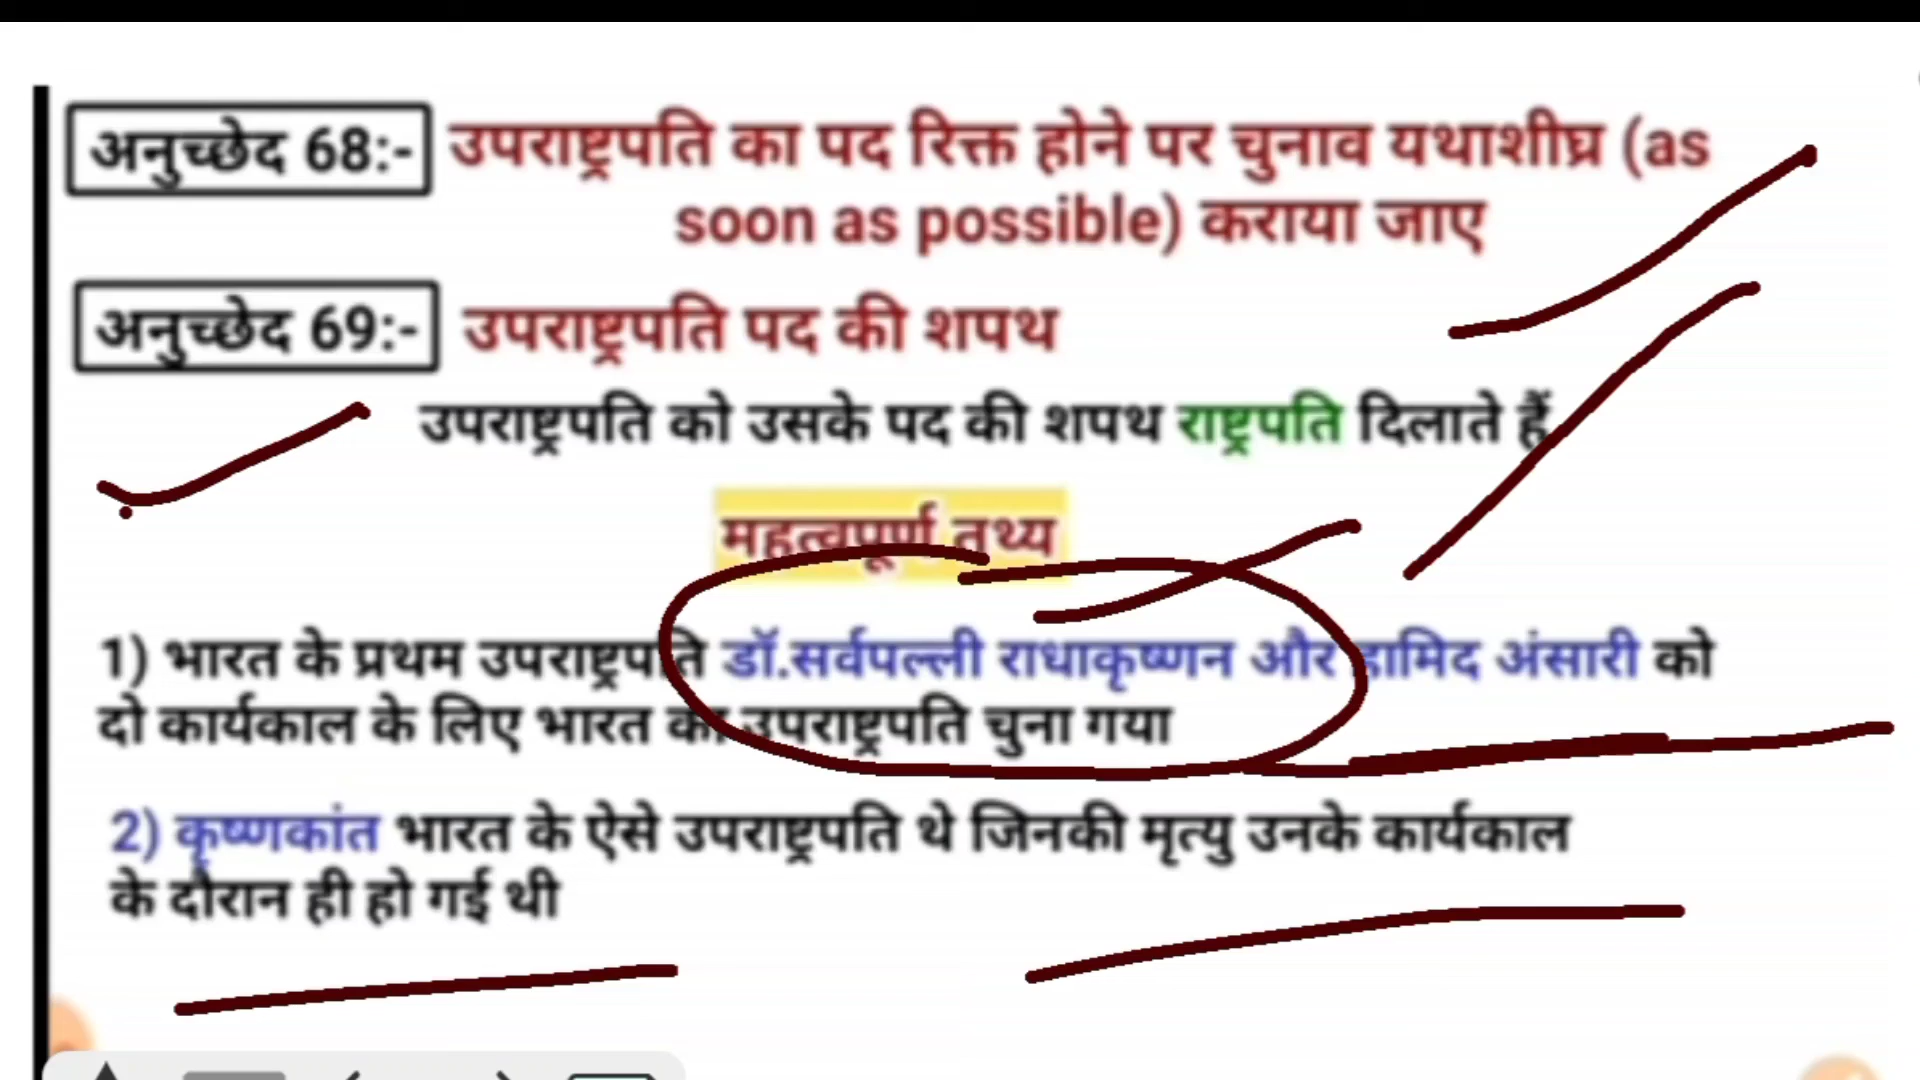 अनुच्छेद 68:- उपराष्ट्रपति का पद रिक्त होने पर चुनाव यथाशीघ्र (as
soon as possible) कराया जाए
अनुच्छेद 69:- उपराष्ट्रपति पद की शपथ
उपराष्ट्रपति को उसके पद की शपथ राष्ट्रपति दिलाते हैं
महत्वपूर्ण तथ्य
1) भारत के प्रथम उपराष्ट्रपति डॉ.सर्वपल्ली राधाकृष्णन और हामिद अंसारी को
दो कार्यकाल के लिए भारत का उपराष्ट्रपति चुना गया
2) कृष्णकांत भारत के ऐसे उपराष्ट्रपति थे जिनकी मृत्यु उनके कार्यकाल
के दौरान ही हो गई थी